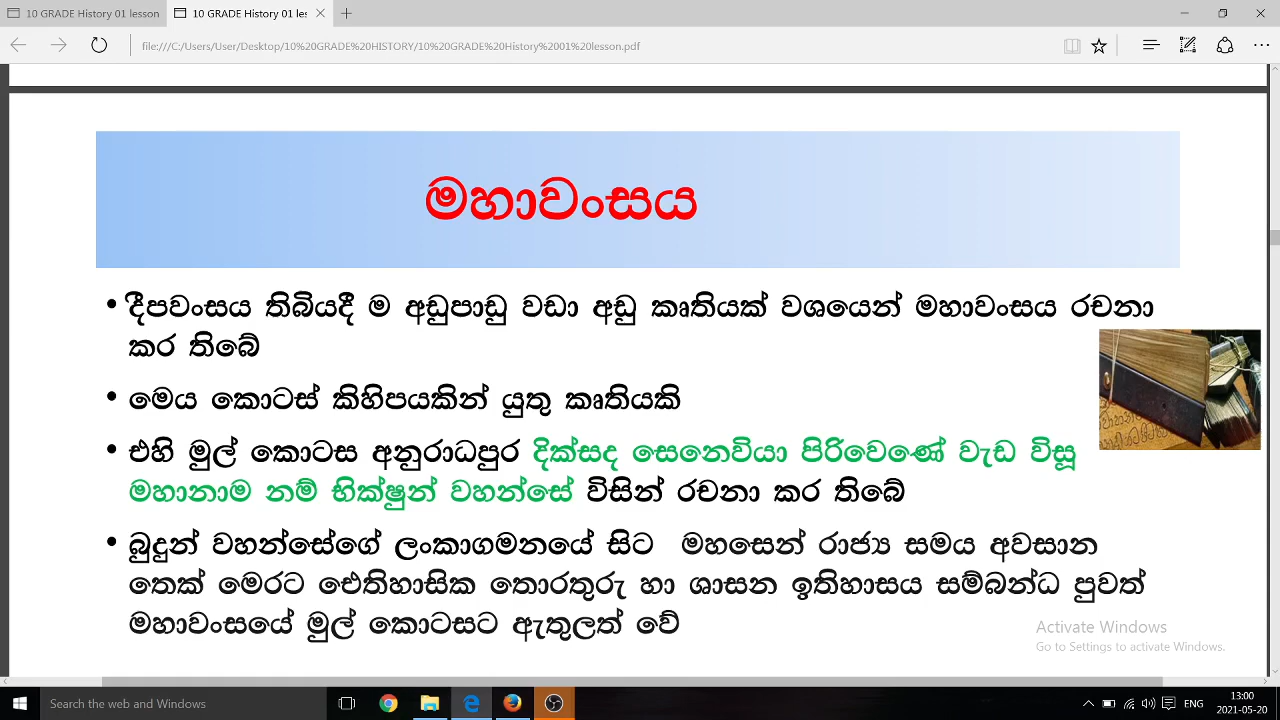 10 GRADE History 01 lesson
10 GRADE History 01 les
file:///C:/Users/User/Desktop/10%20GRADE%20HISTORY/10%20GRADE%20History%2001%20lesson.pdf
මහාවංසය
• දීපවංසය තිබියදී ම අඩුපාඩු වඩා අඩු කෘතියක් වශයෙන් මහාවංසය රචනා
කර තිබේ
• මෙය කොටස් කිහිපයකින් යුතු කෘතියකි
• එහි මුල් කොටස අනුරාධපුර දික්සඳ සෙනෙවියා පිරිවෙණේ වැඩ විසූ
මහානාම නම් භික්ෂුන් වහන්සේ විසින් රචනා කර තිබේ
• බුදුන් වහන්සේගේ ලංකාගමනයේ සිට මහසෙන් රාජ්‍ය සමය අවසාන
තෙක් මෙරට ඓතිහාසික තොරතුරු හා ශාසන ඉතිහාසය සම්බන්ධ පුවත්
මහාවංසයේ මුල් කොටසට ඇතුලත් වේ
Activate Windows
Go to Settings to activate Windows.
Search the web and Windows
ENG
13:00
2021-05-20